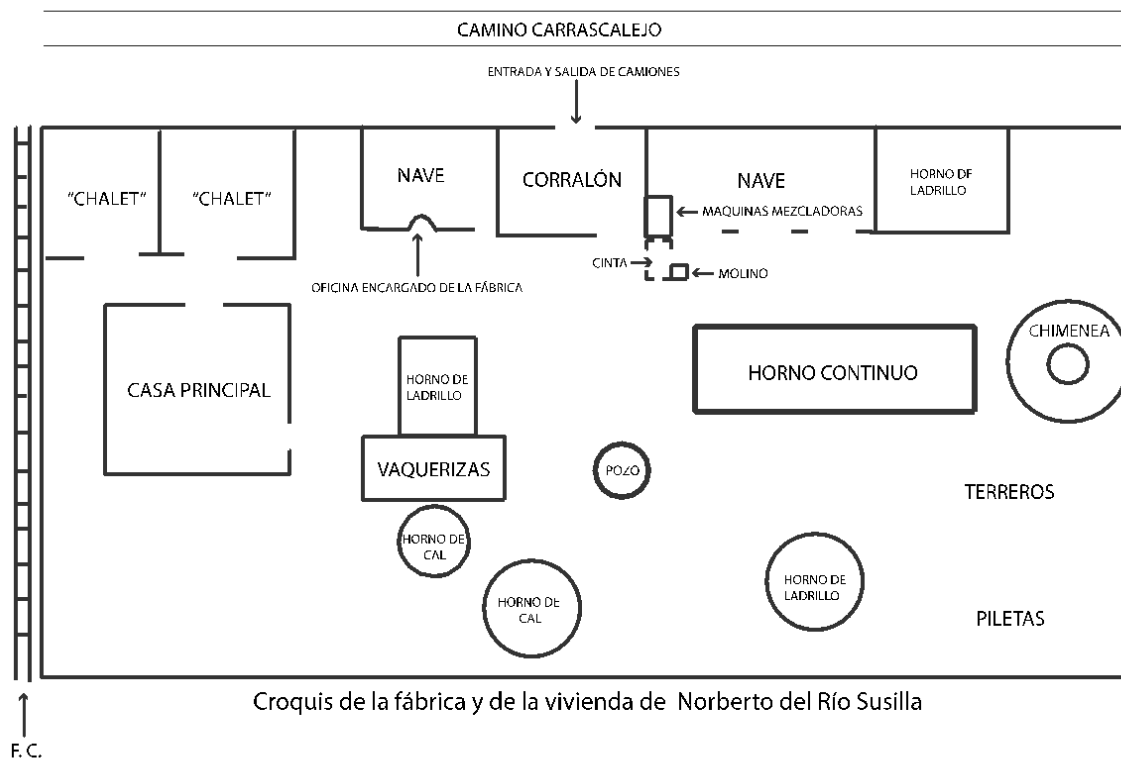 CAMINO CARRASCALEJO
ENTRADA Y SALIDA DE CAMIONES
"CHALET"
"CHALET"
NAVE
CORRALÓN
NAVE
HORNO DE
LADRILLO
MAQUINAS MEZCLADORAS
CINTA
MOLINO
OFICINA ENCARGADO DE LA FÁBRICA
CASA PRINCIPAL
HORNO DE
LADRILLO
HORNO CONTINUO
CHIMENEA
VAQUERIZAS
POZO
TERREROS
HORNO DE
CAL
HORNO DE
CAL
HORNO DE
LADRILLO
PILETAS
Croquis de la fábrica y de la vivienda de Norberto del Río Susilla
F. C.